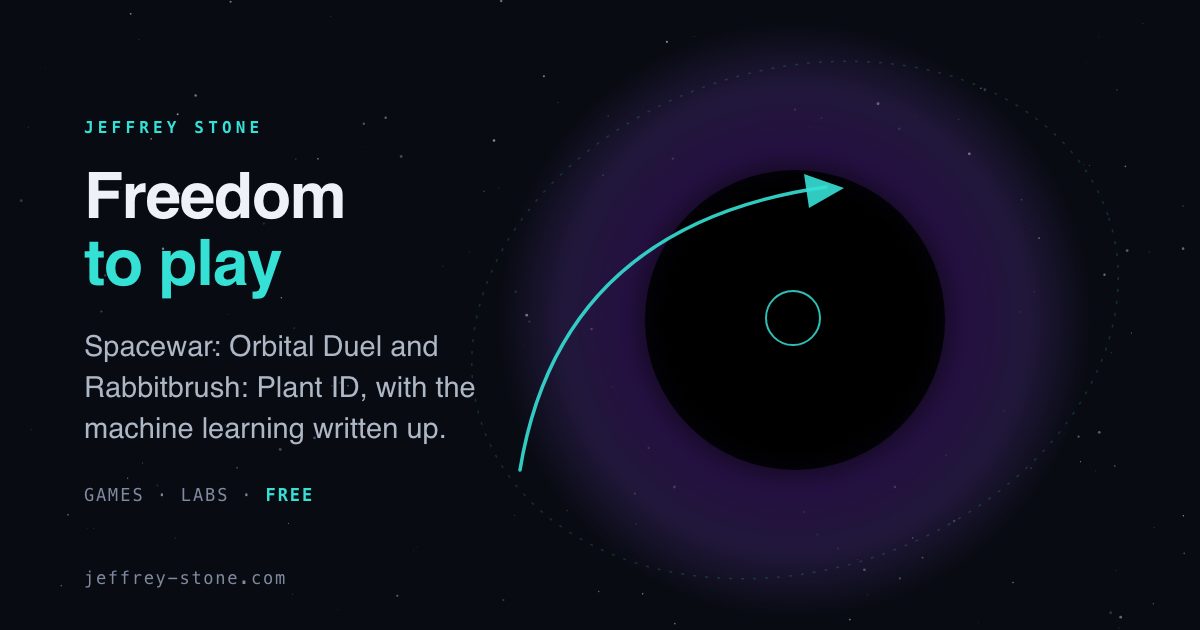 JEFFREY STONE
Freedom
to play
Spacewar: Orbital Duel and
Rabbitbrush: Plant ID, with the
machine learning written up.
GAMES · LABS · FREE
jeffrey-stone.com